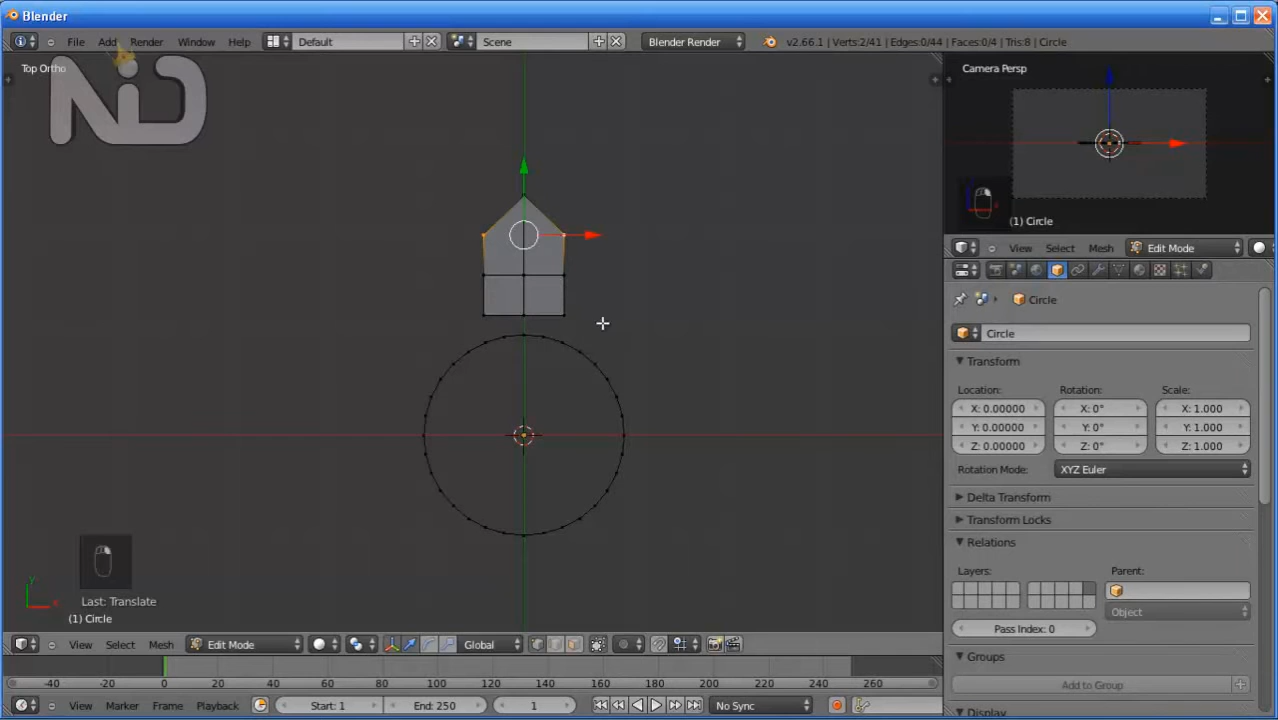 Blender
File Add Render Window Help Default Scene Blender Render v2.66.1 | Verts:2/41 | Edges:0/44 | Faces:0/4 | Tris:8 | Circle
Top Ortho
ND
Camera Persp
(1) Circle
View Select Mesh Edit Mode
Circle
Circle
Transform
Location: Rotation: Scale:
X: 0.00000 X: 0° X: 1.000
Y: 0.00000 Y: 0° Y: 1.000
Z: 0.00000 Z: 0° Z: 1.000
Rotation Mode: XYZ Euler
Delta Transform
Transform Locks
Relations
Layers: Parent:
Object
Pass Index: 0
Groups
Add to Group
Display
y
x
Last: Translate
(1) Circle
View Select Mesh Edit Mode Global
-40 -20 0 20 40 60 80 100 120 140 160 180 200 220 240 260
View Marker Frame Playback Start: 1 End: 250 1 No Sync